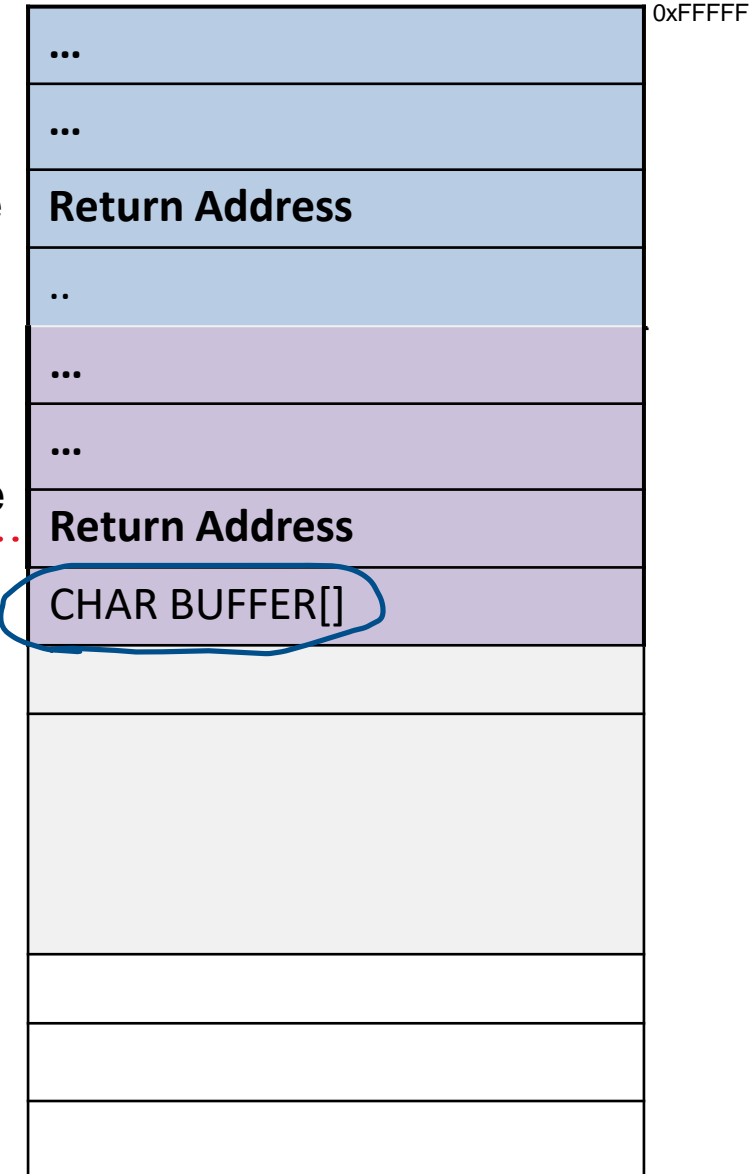 0xFFFFF
...
...
Return Address
..
...
...
Return Address
CHAR BUFFER[]